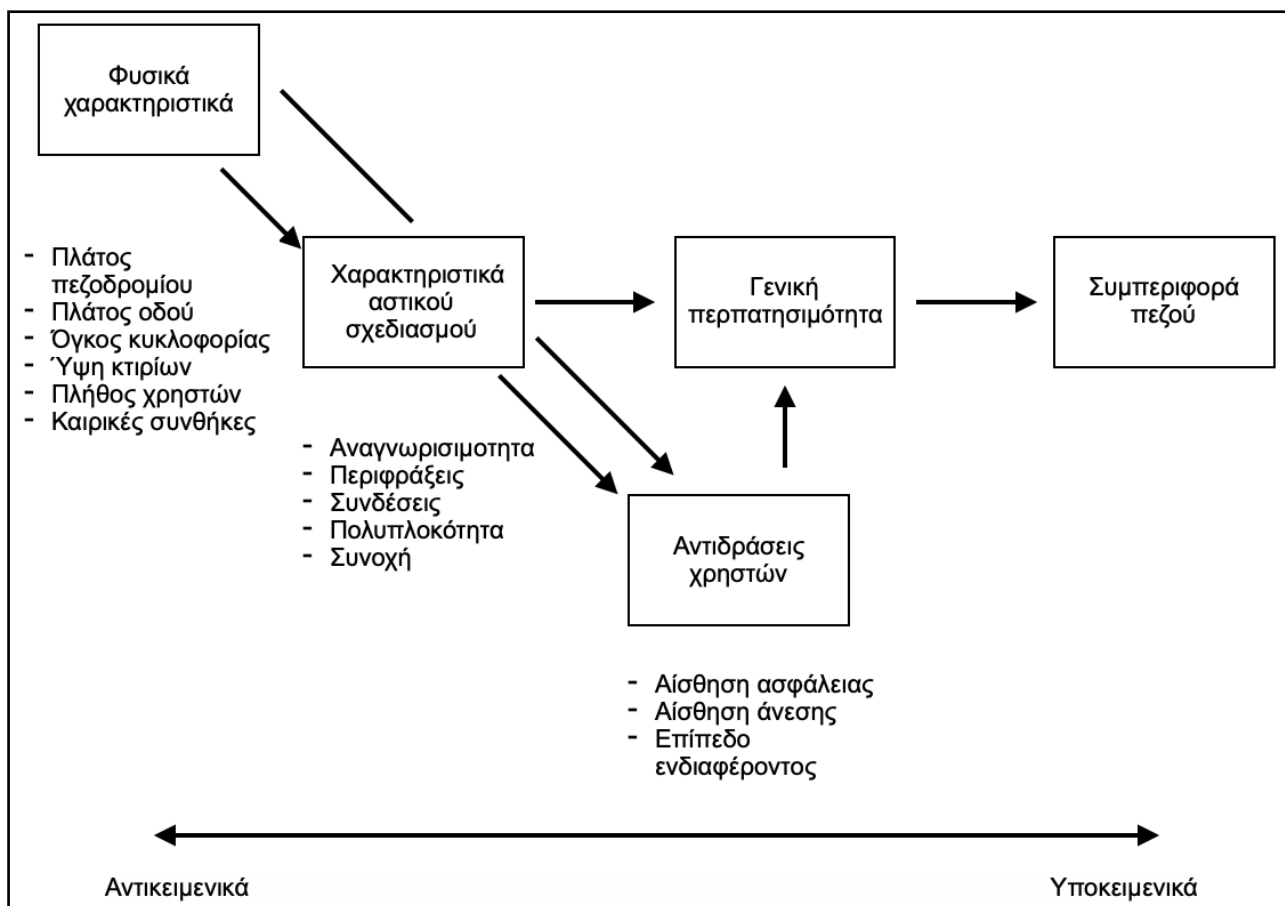 Φυσικά
χαρακτηριστικά
- Πλάτος
πεζοδρομίου
- Πλάτος οδού
- Όγκος κυκλοφορίας
- Ύψη κτιρίων
- Πλήθος χρηστών
- Καιρικές συνθήκες
Χαρακτηριστικά
αστικού
σχεδιασμού
- Αναγνωρισιμοτητα
- Περιφράξεις
- Συνδέσεις
- Πολυπλοκότητα
- Συνοχή
Γενική
περπατησιμότητα
Συμπεριφορά
πεζού
Αντιδράσεις
χρηστών
- Αίσθηση ασφάλειας
- Αίσθηση άνεσης
- Επίπεδο
ενδιαφέροντος
Αντικειμενικά
Υποκειμενικά